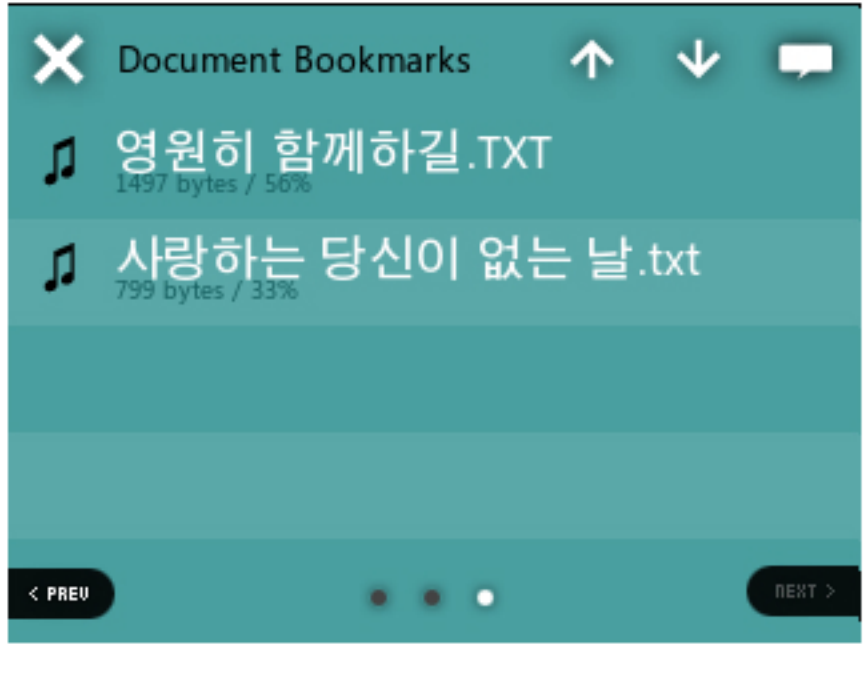 Document Bookmarks
영원히 함께하길.TXT
1497 bytes / 56%
사랑하는 당신이 없는 날.txt
799 bytes / 33%
< PREV
NEXT >